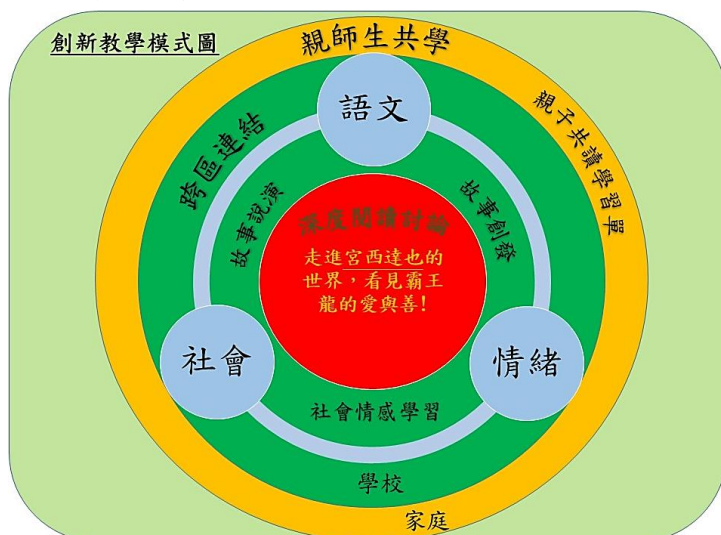 創新教學模式圖
親師生共學
親子共讀學習單
跨區連結
語文
故事說演
故事創發
深度閱讀討論
走進宮西達也的
世界，看見霸王
龍的愛與善!
社會
情緒
社會情感學習
學校
家庭